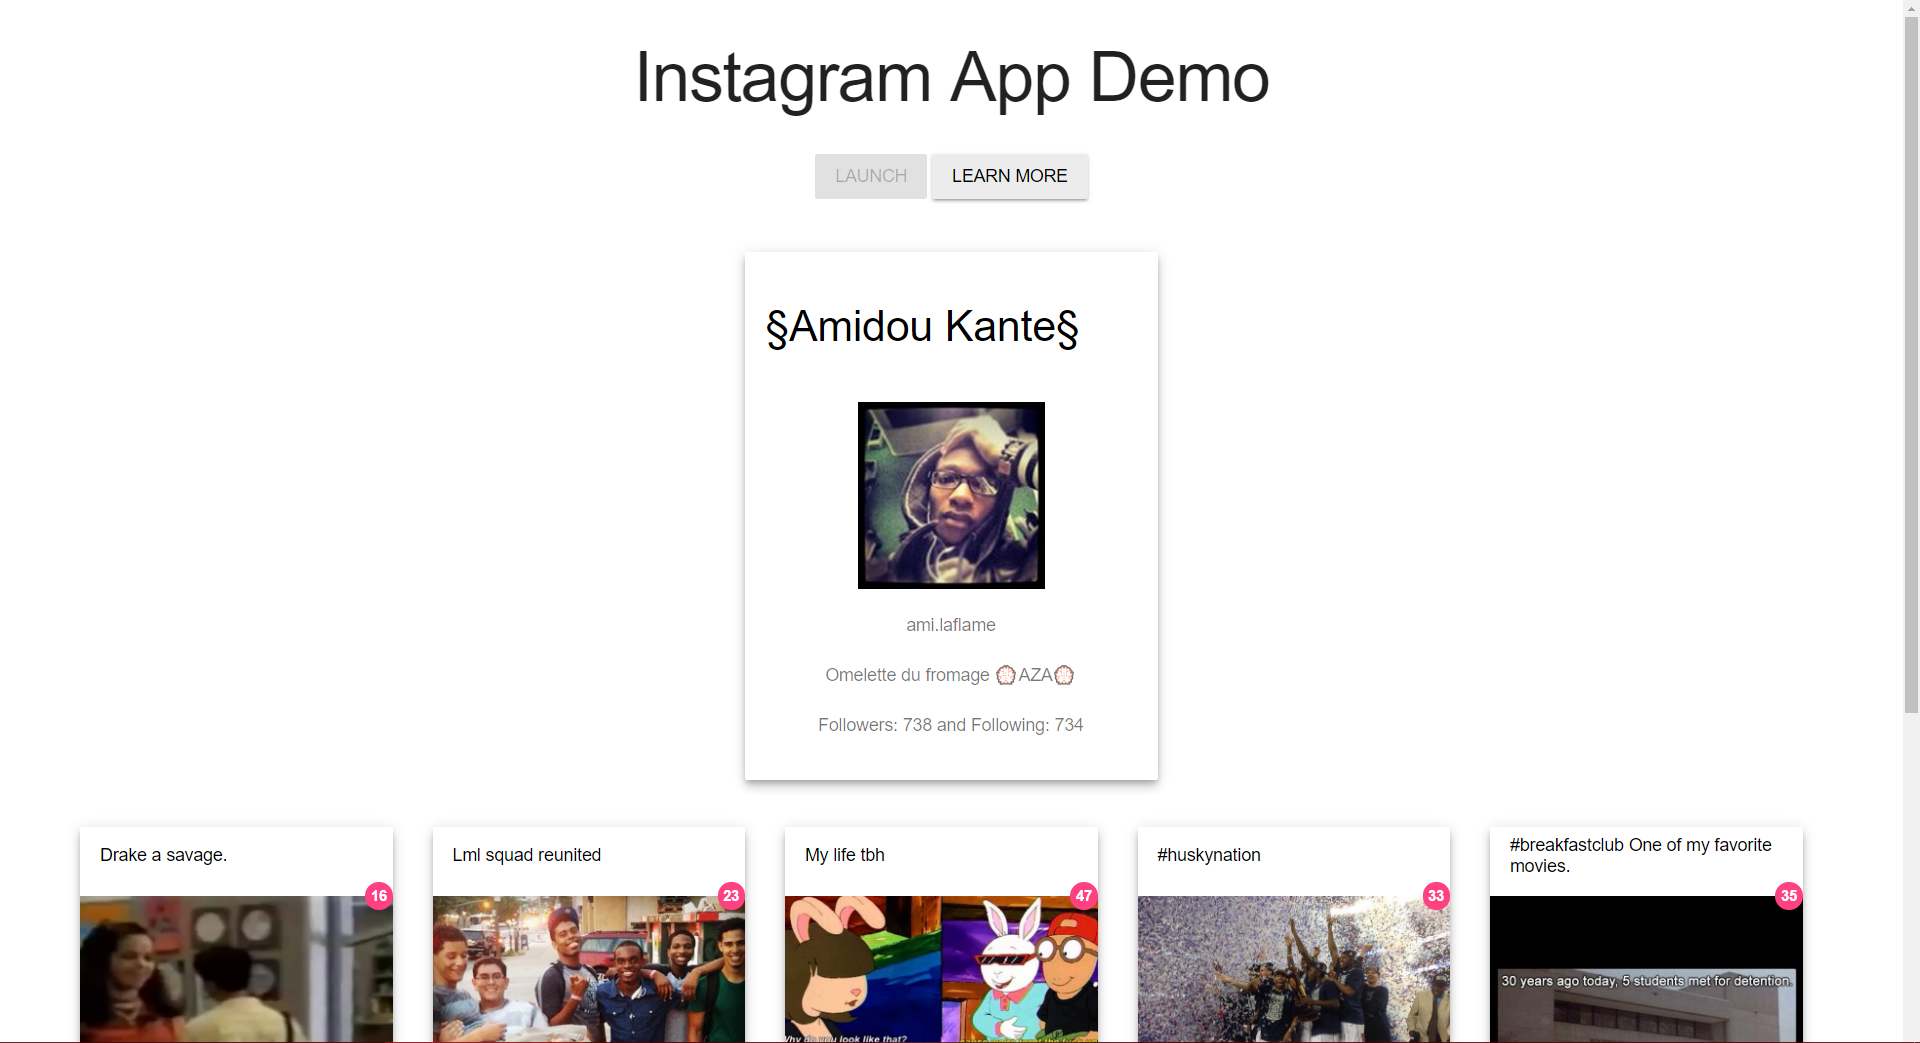 Instagram App Demo
LAUNCH LEARN MORE
§Amidou Kante§
ami.laflame
Omelette du fromage AZA
Followers: 738 and Following: 734
Drake a savage.
16
Lml squad reunited
23
My life tbh
47
Why do you look like that?
#huskynation
33
#breakfastclub One of my favorite
movies.
35
30 years ago today, 5 students met for detention.